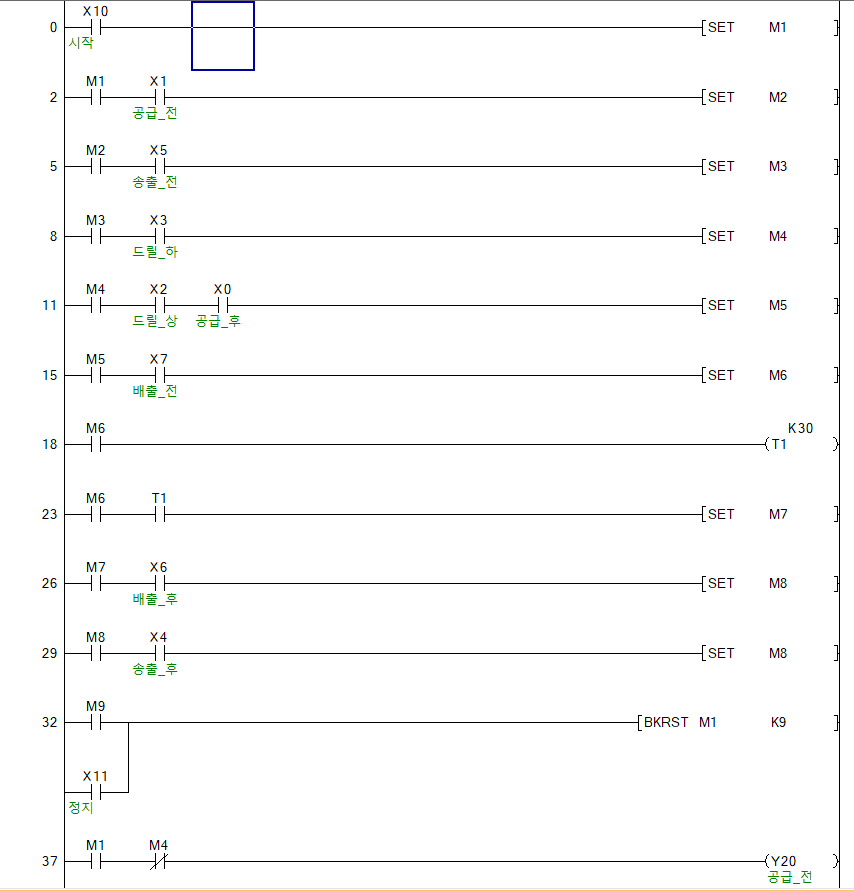 X10
0 [SET M1 ]
시작
M1 X1
2 [SET M2 ]
공급_전
M2 X5
5 [SET M3 ]
송출_전
M3 X3
8 [SET M4 ]
드릴_하
M4 X2 X0
11 [SET M5 ]
드릴_상 공급_후
M5 X7
15 [SET M6 ]
배출_전
M6 K30
18 (T1 )
M6 T1
23 [SET M7 ]
M7 X6
26 [SET M8 ]
배출_후
M8 X4
29 [SET M8 ]
송출_후
M9
32 [BKRST M1 K9 ]
X11
정지
M1 M4
37 (Y20 )
공급_전